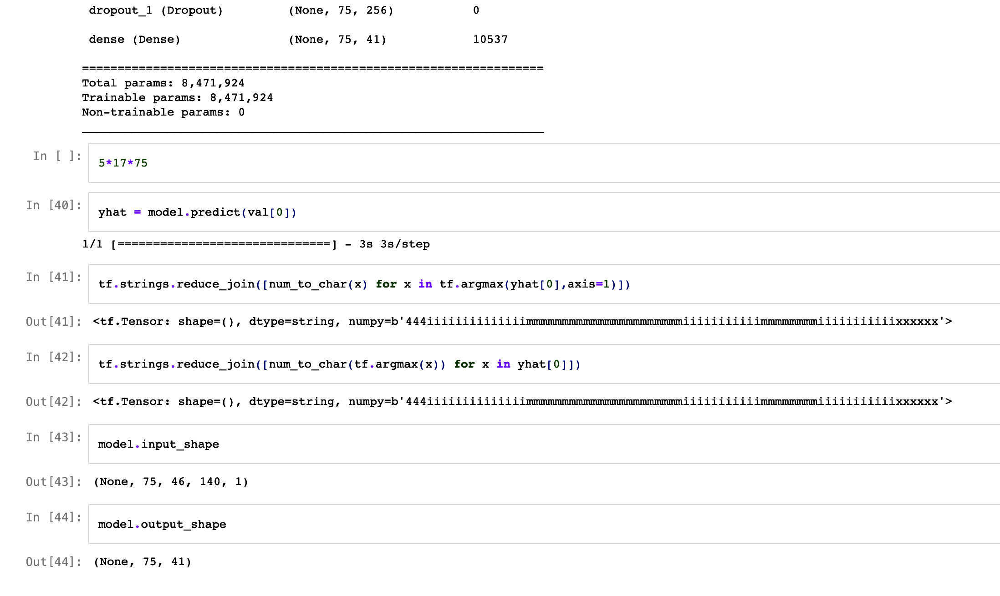 dropout_1 (Dropout) (None, 75, 256) 0
dense (Dense) (None, 75, 41) 10537
=================================================================
Total params: 8,471,924
Trainable params: 8,471,924
Non-trainable params: 0
_________________________________________________________________
In [ ]: 5*17*75
In [40]: yhat = model.predict(val[0])
1/1 [==============================] - 3s 3s/step
In [41]: tf.strings.reduce_join([num_to_char(x) for x in tf.argmax(yhat[0],axis=1)])
Out[41]: <tf.Tensor: shape=(), dtype=string, numpy=b'444iiiiiiiiiiiiiimmmmmmmmmmmmmmmmmmmmmmiiiiiiiiiiimmmmmmmmiiiiiiiiiiixxxxxx'>
In [42]: tf.strings.reduce_join([num_to_char(tf.argmax(x)) for x in yhat[0]])
Out[42]: <tf.Tensor: shape=(), dtype=string, numpy=b'444iiiiiiiiiiiiiimmmmmmmmmmmmmmmmmmmmmmiiiiiiiiiiimmmmmmmmiiiiiiiiiiixxxxxx'>
In [43]: model.input_shape
Out[43]: (None, 75, 46, 140, 1)
In [44]: model.output_shape
Out[44]: (None, 75, 41)